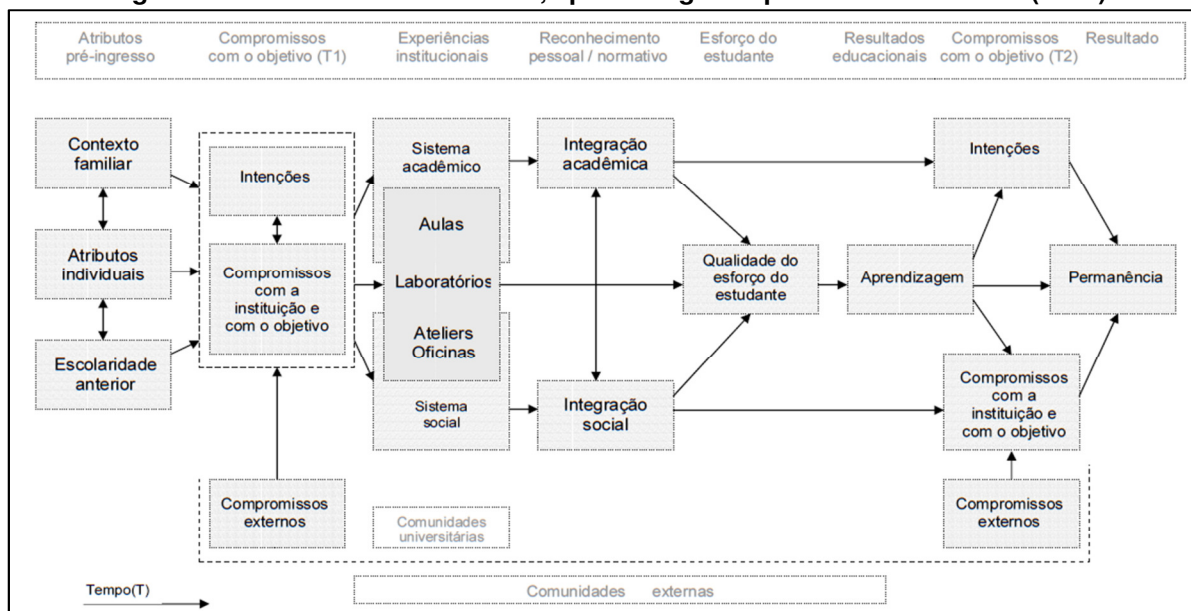 Atributos
pré-ingresso
Compromissos
com o objetivo (T1)
Experiências
institucionais
Reconhecimento
pessoal / normativo
Esforço do
estudante
Resultados
educacionais
Compromissos
com o objetivo (T2)
Resultado
Contexto
familiar
Atributos
individuais
Escolaridade
anterior
Intenções
Compromissos
com a
instituição e
com o objetivo
Compromissos
externos
Sistema
acadêmico
Aulas
Laboratórios
Ateliers
Oficinas
Sistema
social
Comunidades
universitárias
Integração
acadêmica
Integração
social
Qualidade do
esforço do
estudante
Aprendizagem
Intenções
Compromissos
com a
instituição e
com o objetivo
Compromissos
externos
Permanência
Tempo(T)
Comunidades externas